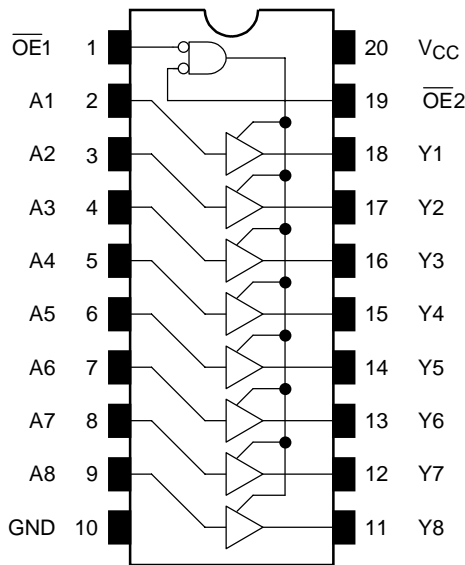 O̅E̅1 1 20 VCC
A1 2 19 O̅E̅2
A2 3 18 Y1
A3 4 17 Y2
A4 5 16 Y3
A5 6 15 Y4
A6 7 14 Y5
A7 8 13 Y6
A8 9 12 Y7
GND 10 11 Y8